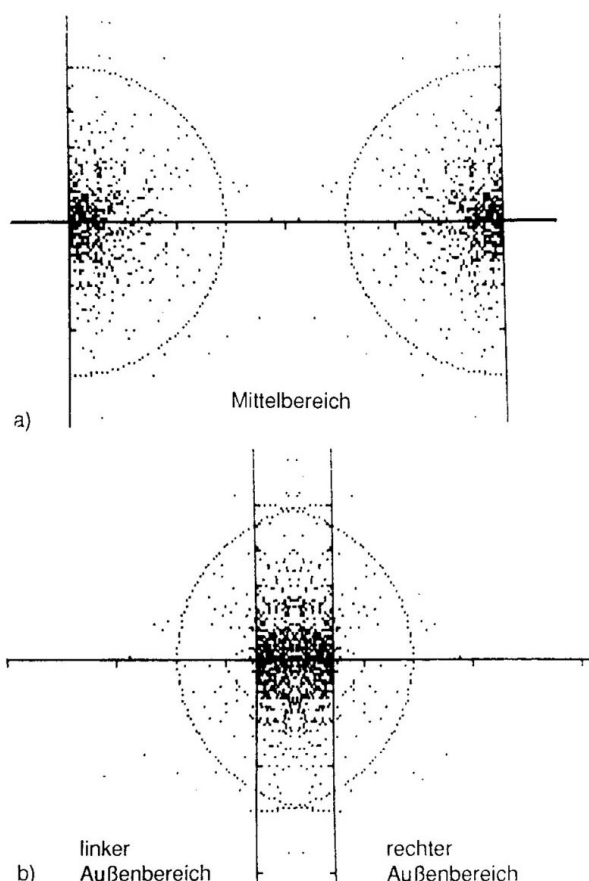 Mittelbereich
a)
linker
Außenbereich
rechter
Außenbereich
b)